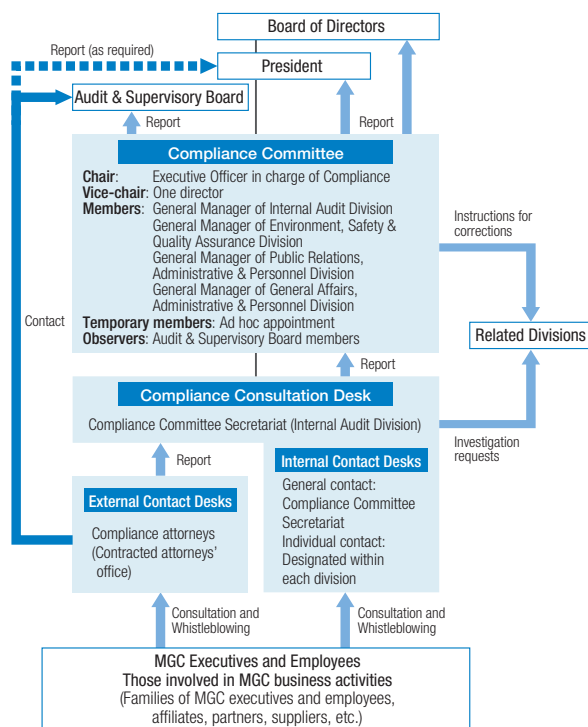 Board of Directors
Report (as required)
President
Audit & Supervisory Board
Report
Report
Compliance Committee
Chair: Executive Officer in charge of Compliance
Vice-chair: One director
Members: General Manager of Internal Audit Division
General Manager of Environment, Safety &
Quality Assurance Division
General Manager of Public Relations,
Administrative & Personnel Division
General Manager of General Affairs,
Administrative & Personnel Division
Temporary members: Ad hoc appointment
Observers: Audit & Supervisory Board members
Instructions for
corrections
Contact
Related Divisions
Report
Compliance Consultation Desk
Compliance Committee Secretariat (Internal Audit Division)
Investigation
requests
Report
External Contact Desks
Compliance attorneys
(Contracted attorneys'
office)
Internal Contact Desks
General contact:
Compliance Committee
Secretariat
Individual contact:
Designated within
each division
Consultation and
Whistleblowing
Consultation and
Whistleblowing
MGC Executives and Employees
Those involved in MGC business activities
(Families of MGC executives and employees,
affiliates, partners, suppliers, etc.)